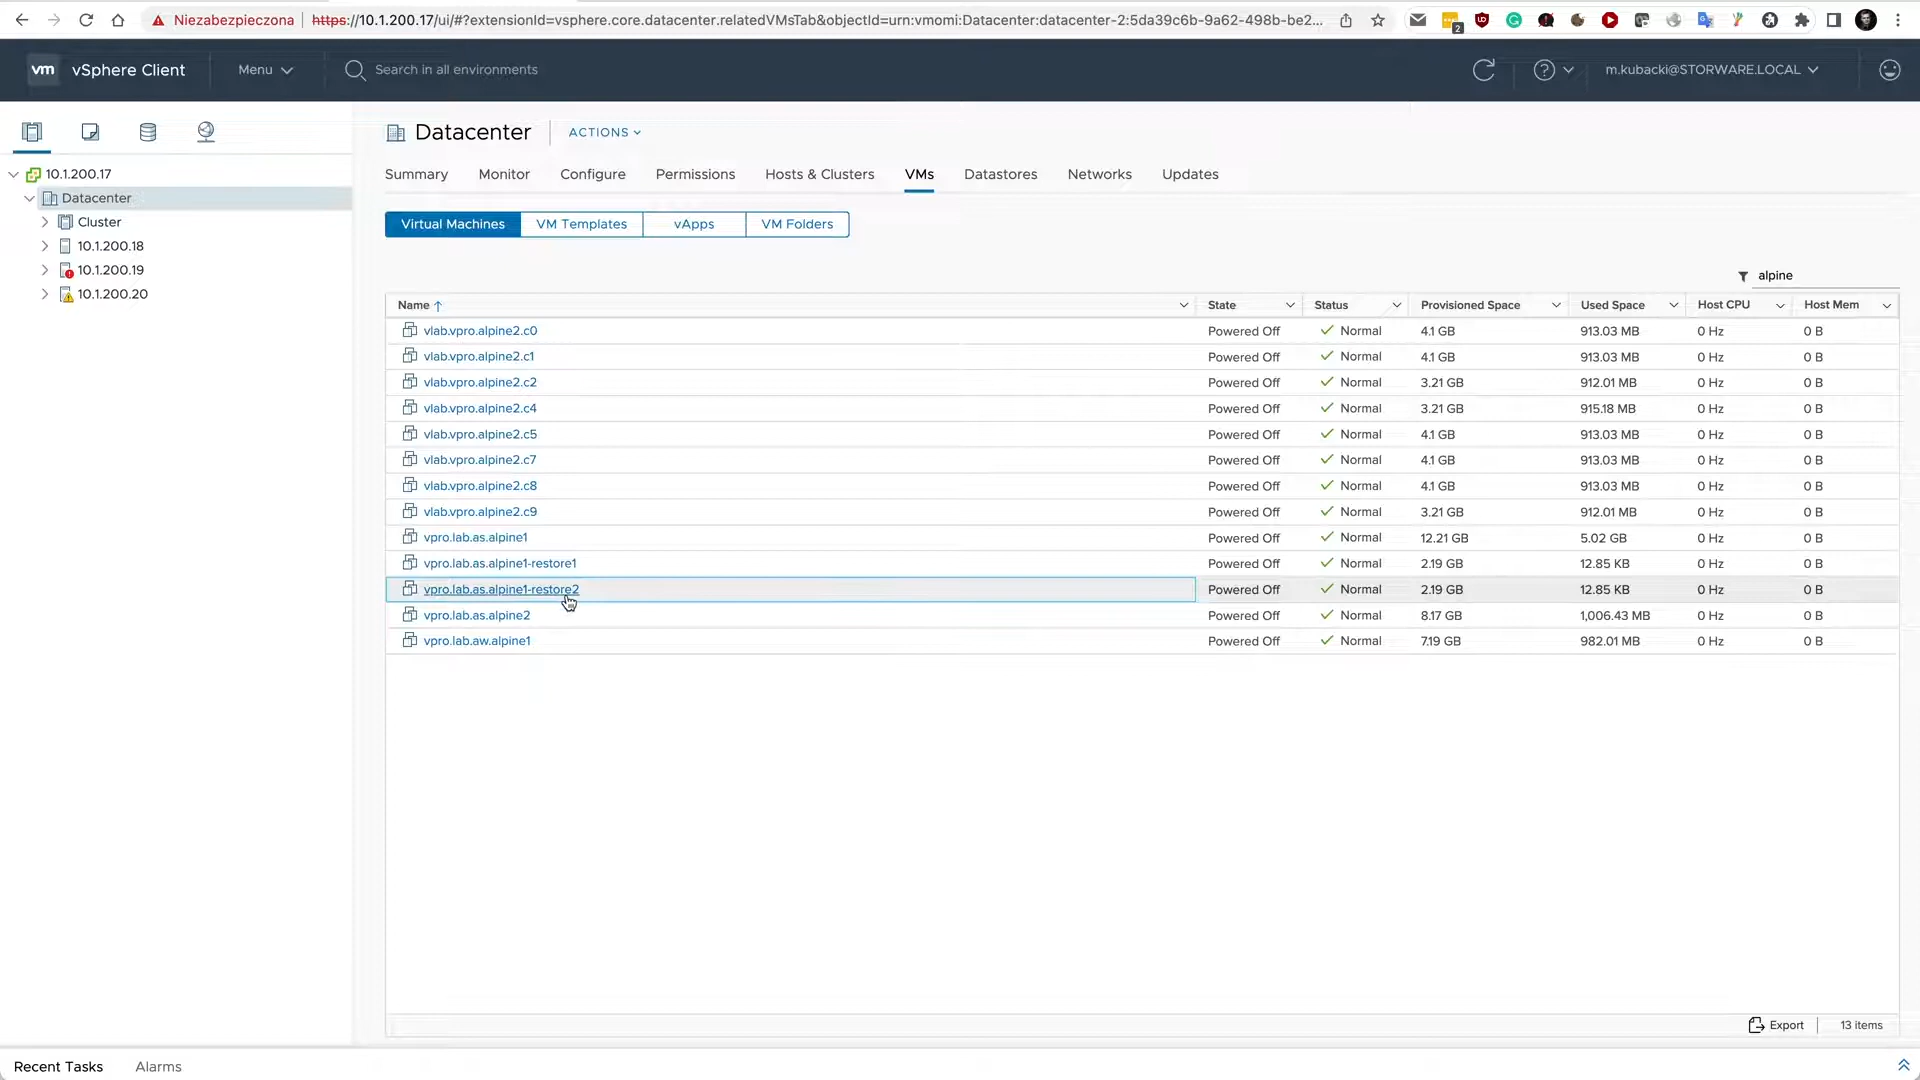 Niezabezpieczona https://10.1.200.17/ui/#?extensionId=vsphere.core.datacenter.relatedVMsTab&objectId=urn:vmomi:Datacenter:datacenter-2:5da39c6b-9a62-498b-be2... 2
vm vSphere Client Menu Search in all environments m.kubacki@STORWARE.LOCAL
Datacenter ACTIONS
Summary Monitor Configure Permissions Hosts & Clusters VMs Datastores Networks Updates
10.1.200.17
Datacenter
Cluster
10.1.200.18
10.1.200.19
10.1.200.20
Virtual Machines VM Templates vApps VM Folders
alpine
Name State Status Provisioned Space Used Space Host CPU Host Mem
vlab.vpro.alpine2.c0 Powered Off Normal 4.1 GB 913.03 MB 0 Hz 0 B
vlab.vpro.alpine2.c1 Powered Off Normal 4.1 GB 913.03 MB 0 Hz 0 B
vlab.vpro.alpine2.c2 Powered Off Normal 3.21 GB 912.01 MB 0 Hz 0 B
vlab.vpro.alpine2.c4 Powered Off Normal 3.21 GB 915.18 MB 0 Hz 0 B
vlab.vpro.alpine2.c5 Powered Off Normal 4.1 GB 913.03 MB 0 Hz 0 B
vlab.vpro.alpine2.c7 Powered Off Normal 4.1 GB 913.03 MB 0 Hz 0 B
vlab.vpro.alpine2.c8 Powered Off Normal 4.1 GB 913.03 MB 0 Hz 0 B
vlab.vpro.alpine2.c9 Powered Off Normal 3.21 GB 912.01 MB 0 Hz 0 B
vpro.lab.as.alpine1 Powered Off Normal 12.21 GB 5.02 GB 0 Hz 0 B
vpro.lab.as.alpine1-restore1 Powered Off Normal 2.19 GB 12.85 KB 0 Hz 0 B
vpro.lab.as.alpine1-restore2 Powered Off Normal 2.19 GB 12.85 KB 0 Hz 0 B
vpro.lab.as.alpine2 Powered Off Normal 8.17 GB 1,006.43 MB 0 Hz 0 B
vpro.lab.aw.alpine1 Powered Off Normal 7.19 GB 982.01 MB 0 Hz 0 B
Export 13 items
Recent Tasks Alarms